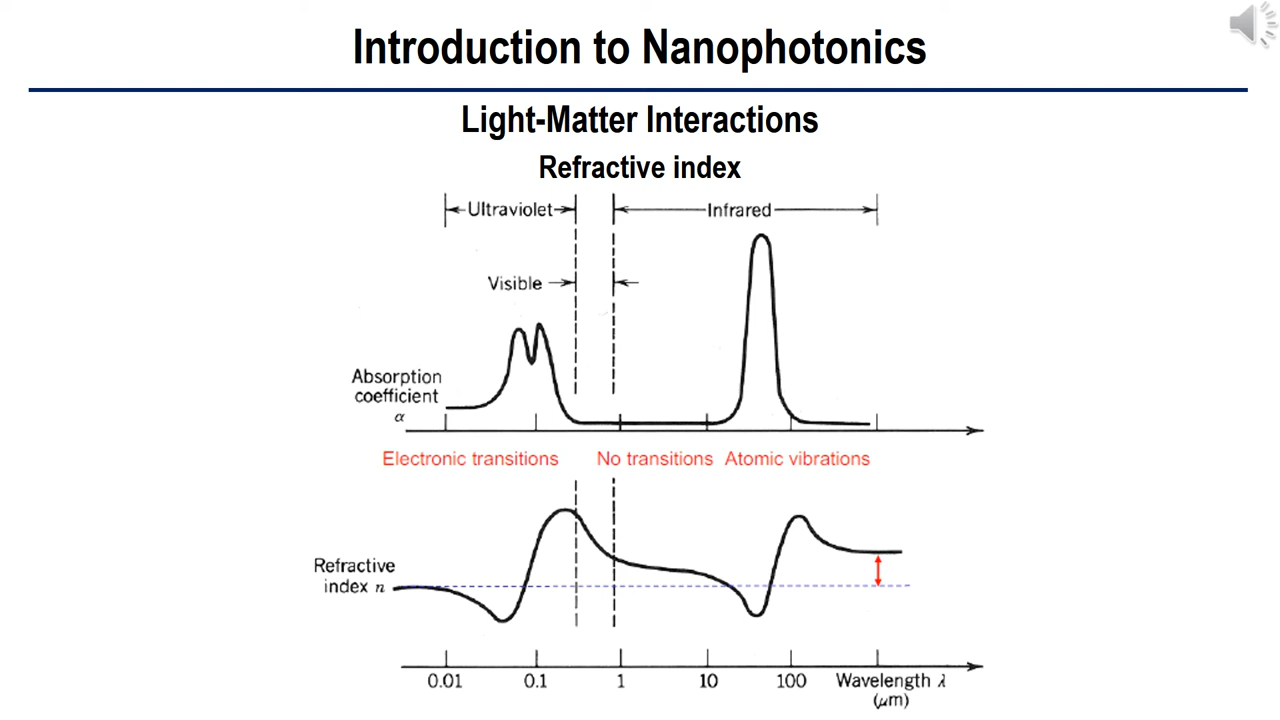 Introduction to Nanophotonics
Light-Matter Interactions
Refractive index
Ultraviolet
Infrared
Visible
Absorption
coefficient
α
Electronic transitions
No transitions
Atomic vibrations
Refractive
index n
0.01
0.1
1
10
100
Wavelength λ
(μm)